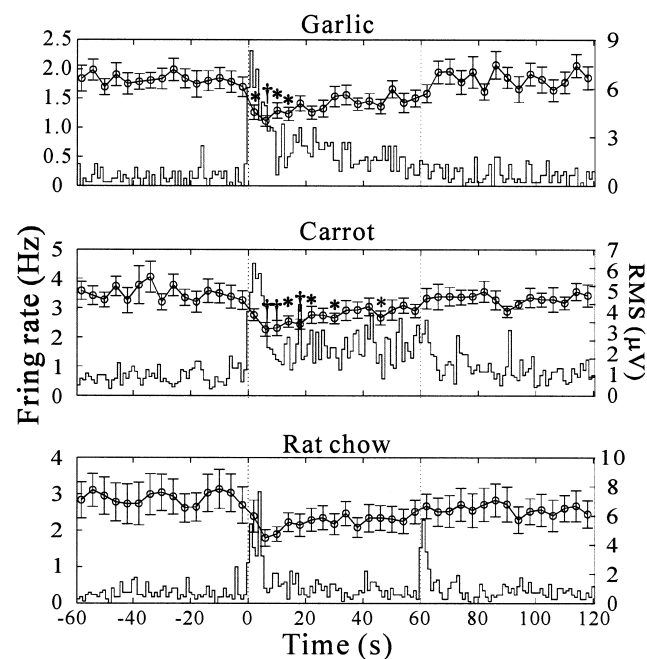 Garlic
2.5 9
2.0
1.5 6
1.0 3
0.5
0 0
* † * *
Carrot
5 7
4 6
3 5
2 4
1 3
0 2
1
0
† † * † * * *
Rat chow
4 10
3 8
2 6
1 4
0 2
0
-60 -40 -20 0 20 40 60 80 100 120
Time (s)
Fring rate (Hz)
RMS (μV)